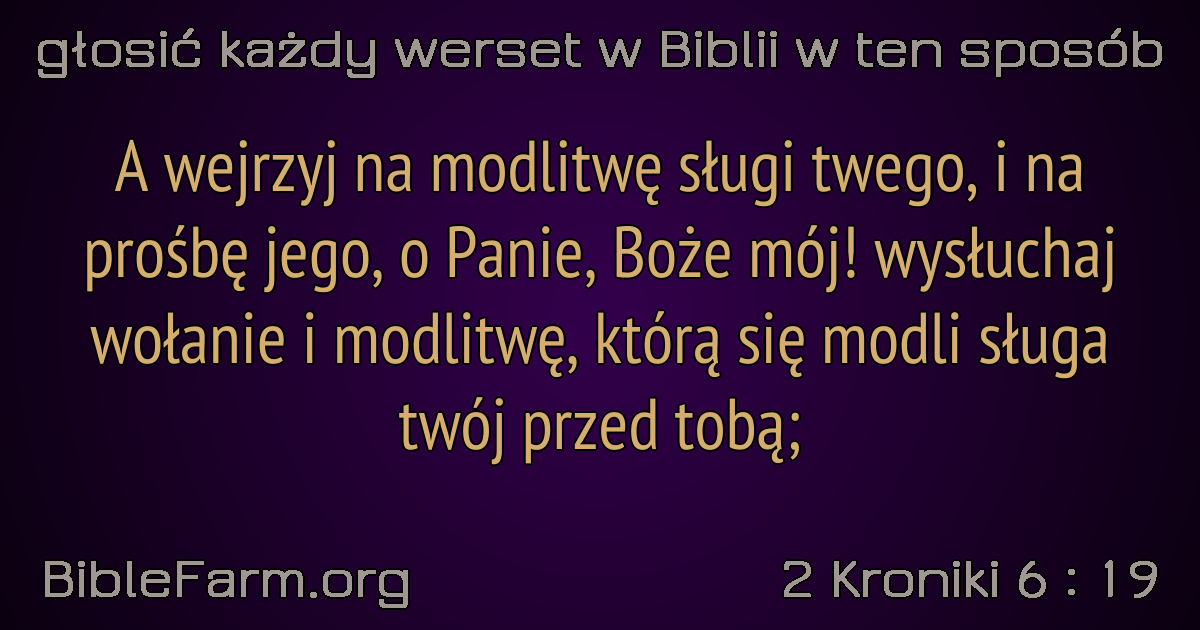 głosić każdy werset w Biblii w ten sposób
A wejrzyj na modlitwę sługi twego, i na
prośbę jego, o Panie, Boże mój! wysłuchaj
wołanie i modlitwę, którą się modli sługa
twój przed tobą;
BibleFarm.org
2 Kroniki 6 : 19